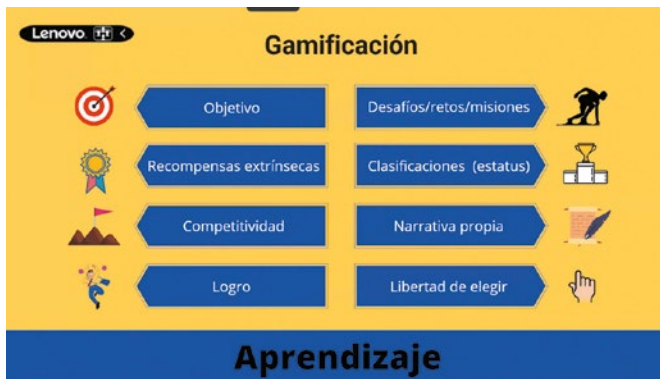 Lenovo
Gamificación
Objetivo
Desafíos/retos/misiones
Recompensas extrínsecas
Clasificaciones (estatus)
Competitividad
Narrativa propia
Logro
Libertad de elegir
Aprendizaje